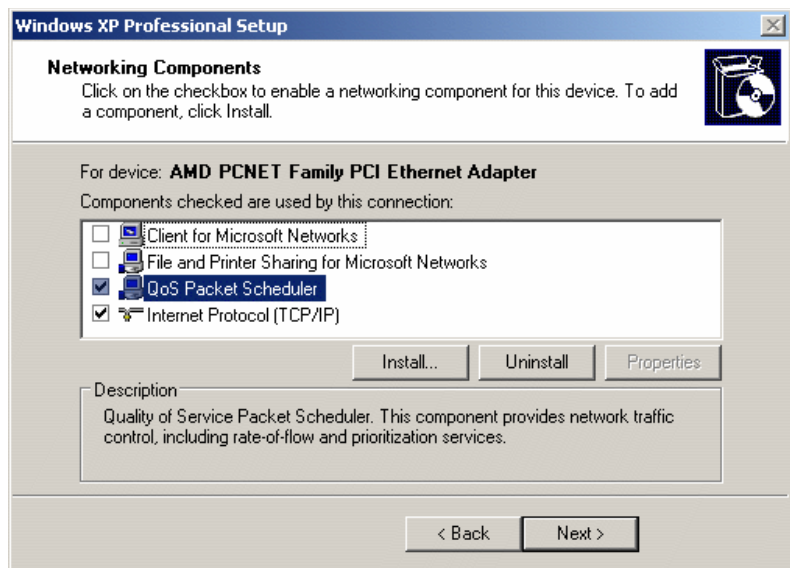 Windows XP Professional Setup
Networking Components
Click on the checkbox to enable a networking component for this device. To add
a component, click Install.
For device: AMD PCNET Family PCI Ethernet Adapter
Components checked are used by this connection:
Client for Microsoft Networks
File and Printer Sharing for Microsoft Networks
QoS Packet Scheduler
Internet Protocol (TCP/IP)
Install... Uninstall Properties
Description
Quality of Service Packet Scheduler. This component provides network traffic
control, including rate-of-flow and prioritization services.
< Back Next >